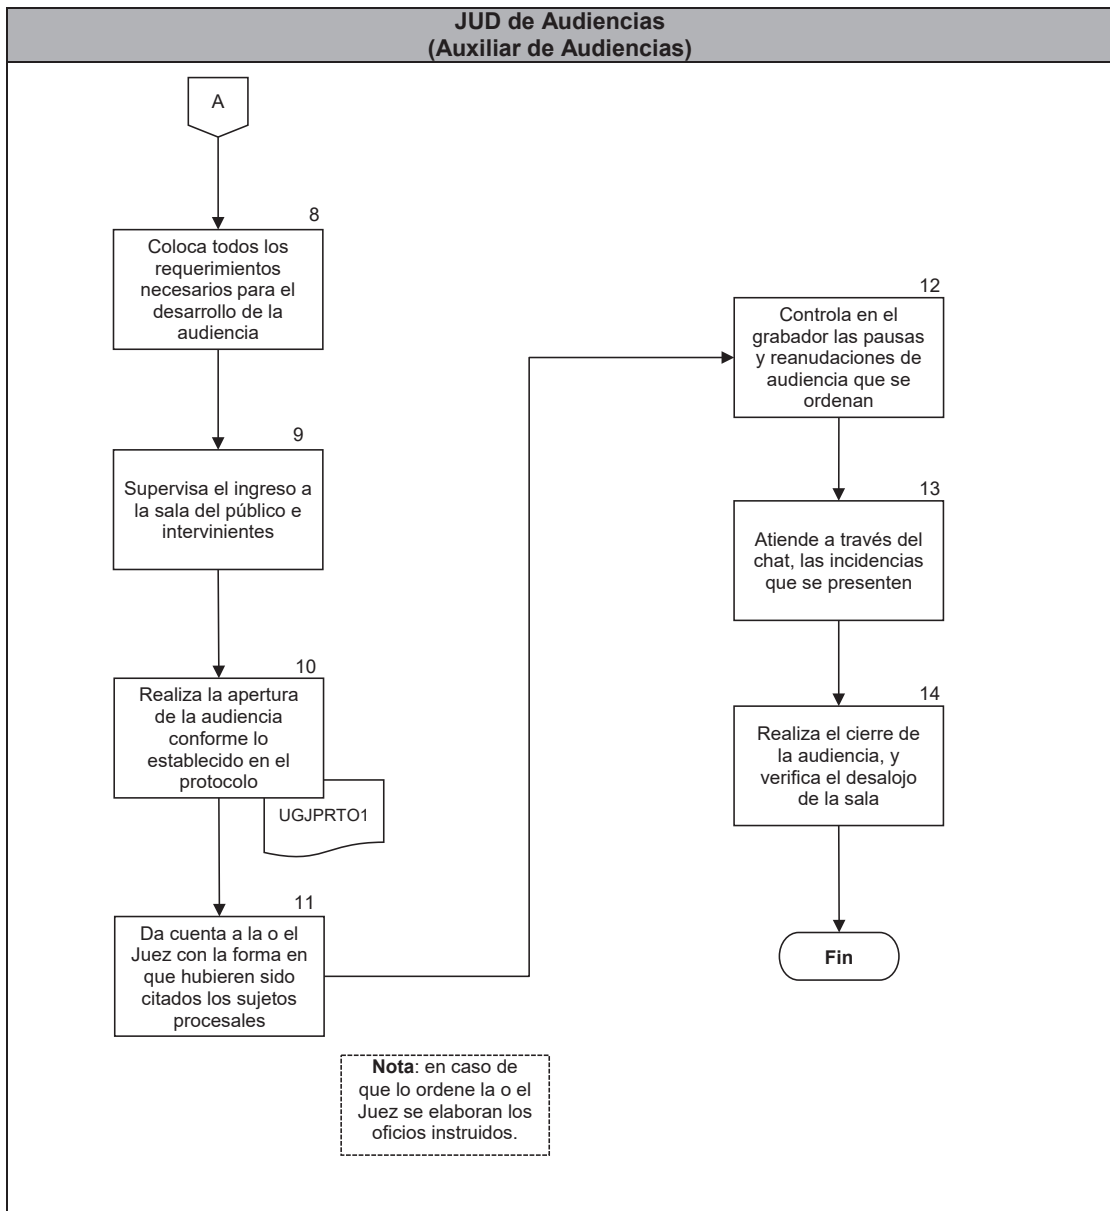 JUD de Audiencias
(Auxiliar de Audiencias)
A
8
Coloca todos los
requerimientos
necesarios para el
desarrollo de la
audiencia
9
Supervisa el ingreso a
la sala del público e
intervinientes
10
Realiza la apertura
de la audiencia
conforme lo
establecido en el
protocolo
UGJPRTO1
11
Da cuenta a la o el
Juez con la forma en
que hubieren sido
citados los sujetos
procesales
Nota: en caso de
que lo ordene la o el
Juez se elaboran los
oficios instruidos.
12
Controla en el
grabador las pausas
y reanudaciones de
audiencia que se
ordenan
13
Atiende a través del
chat, las incidencias
que se presenten
14
Realiza el cierre de
la audiencia, y
verifica el desalojo
de la sala
Fin